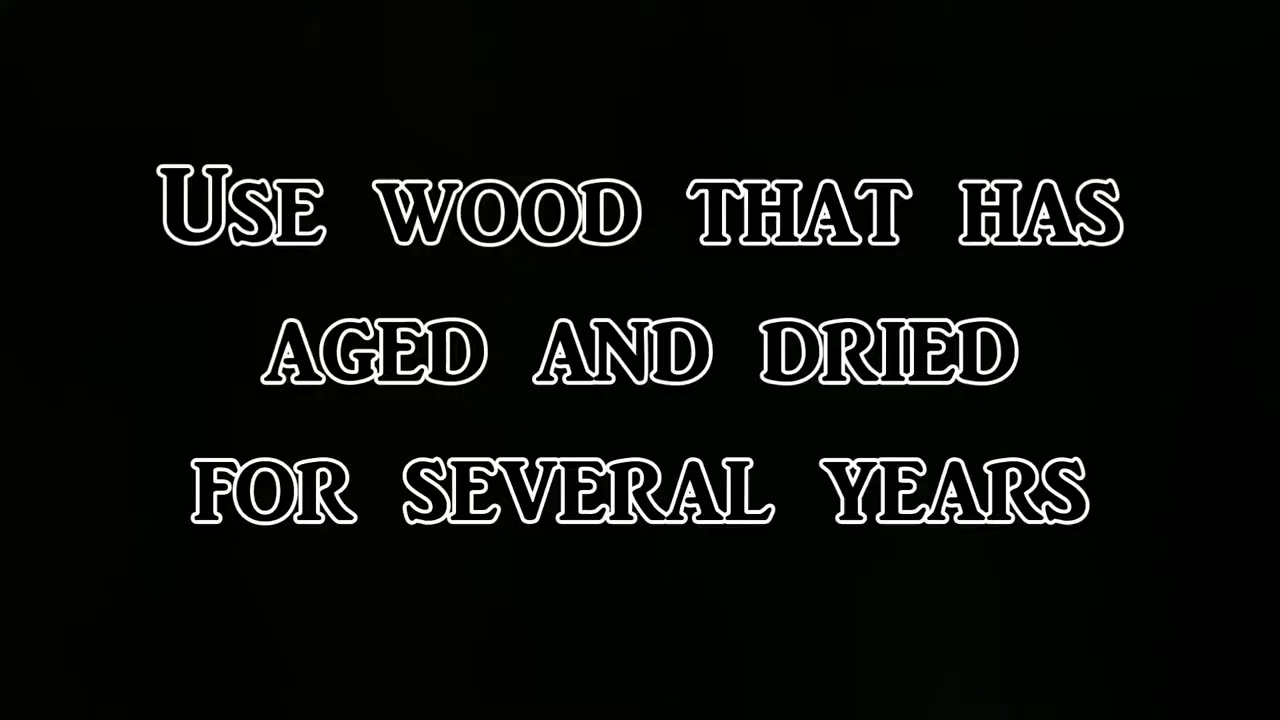 Use wood that has
aged and dried
for several years